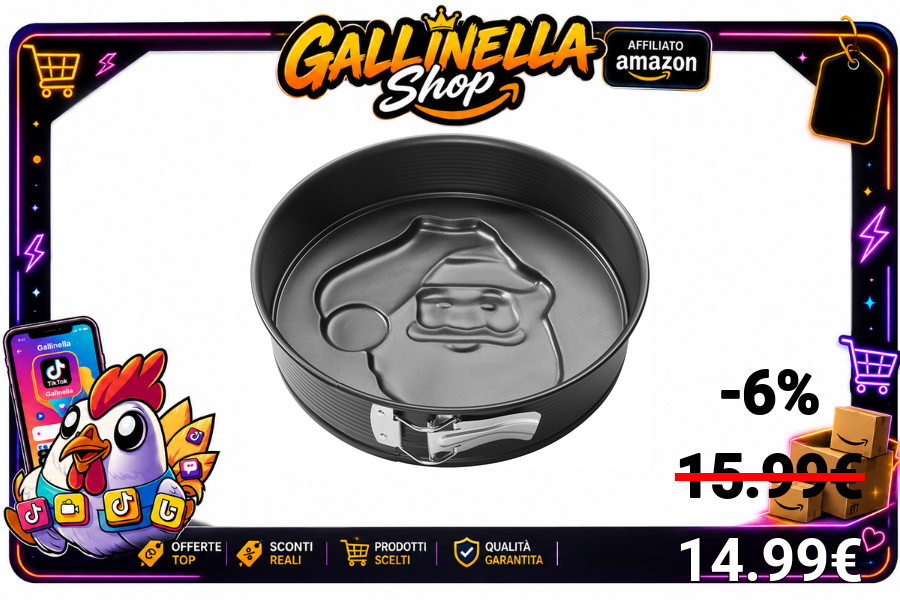 GALLINELLA
Shop
AFFILIATO
amazon
Gallinella
TikTok
Gallinella
-6%
15.99€
14.99€
OFFERTE
TOP
SCONTI
REALI
PRODOTTI
SCELTI
QUALITÀ
GARANTITA